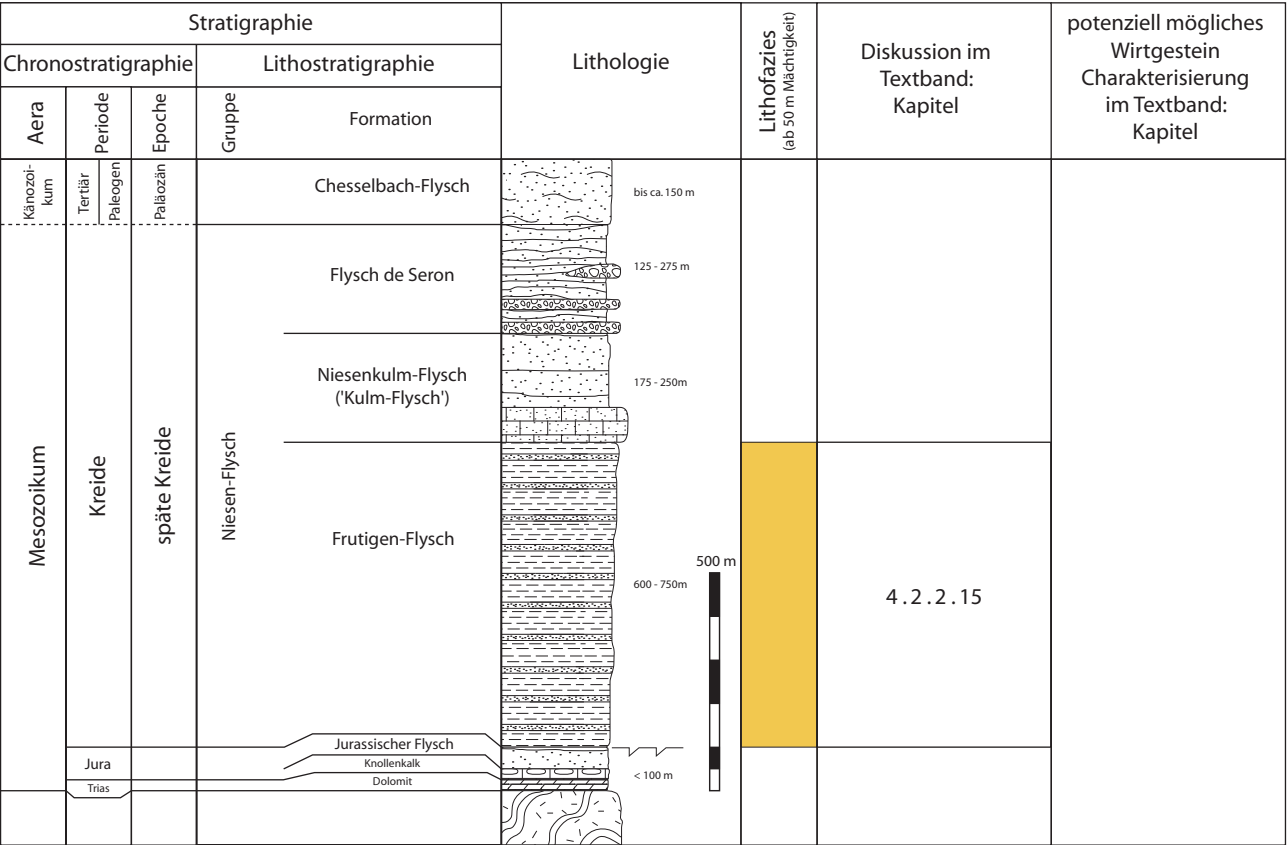 Stratigraphie
Chronostratigraphie
Lithostratigraphie
Aera
Periode
Epoche
Gruppe
Formation
Lithologie
Lithofazies
(ab 50 m Mächtigkeit)
Diskussion im
Textband:
Kapitel
potenziell mögliches
Wirtgestein
Charakterisierung
im Textband:
Kapitel
Känozoi-
kum
Tertiär
Paleogen
Paläozän
Chesselbach-Flysch
bis ca. 150 m
Mesozoikum
Kreide
späte Kreide
Niesen-Flysch
Flysch de Seron
125 - 275 m
Niesenkulm-Flysch
('Kulm-Flysch')
175 - 250m
Frutigen-Flysch
600 - 750m
500 m
4.2.2.15
Jura
Trias
Jurassischer Flysch
Knollenkalk
Dolomit
< 100 m